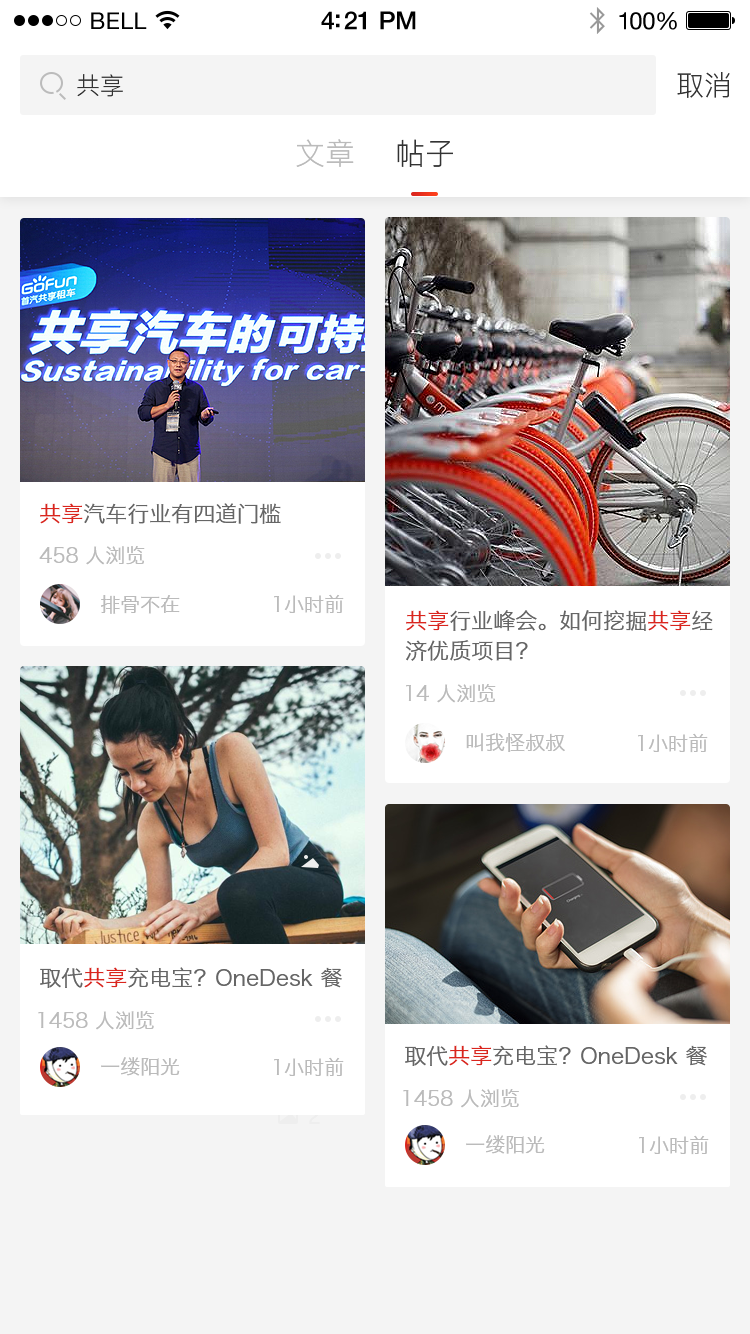 BELL
4:21 PM
100%
共享
取消
文章
帖子
GoFun
首汽共享租车
共享汽车的可持
Sustainability for car-
共享汽车行业有四道门槛
458 人浏览
排骨不在
1小时前
共享行业峰会。如何挖掘共享经
济优质项目?
14 人浏览
叫我怪叔叔
1小时前
Justice
取代共享充电宝? OneDesk 餐
1458 人浏览
一缕阳光
1小时前
取代共享充电宝? OneDesk 餐
1458 人浏览
一缕阳光
1小时前